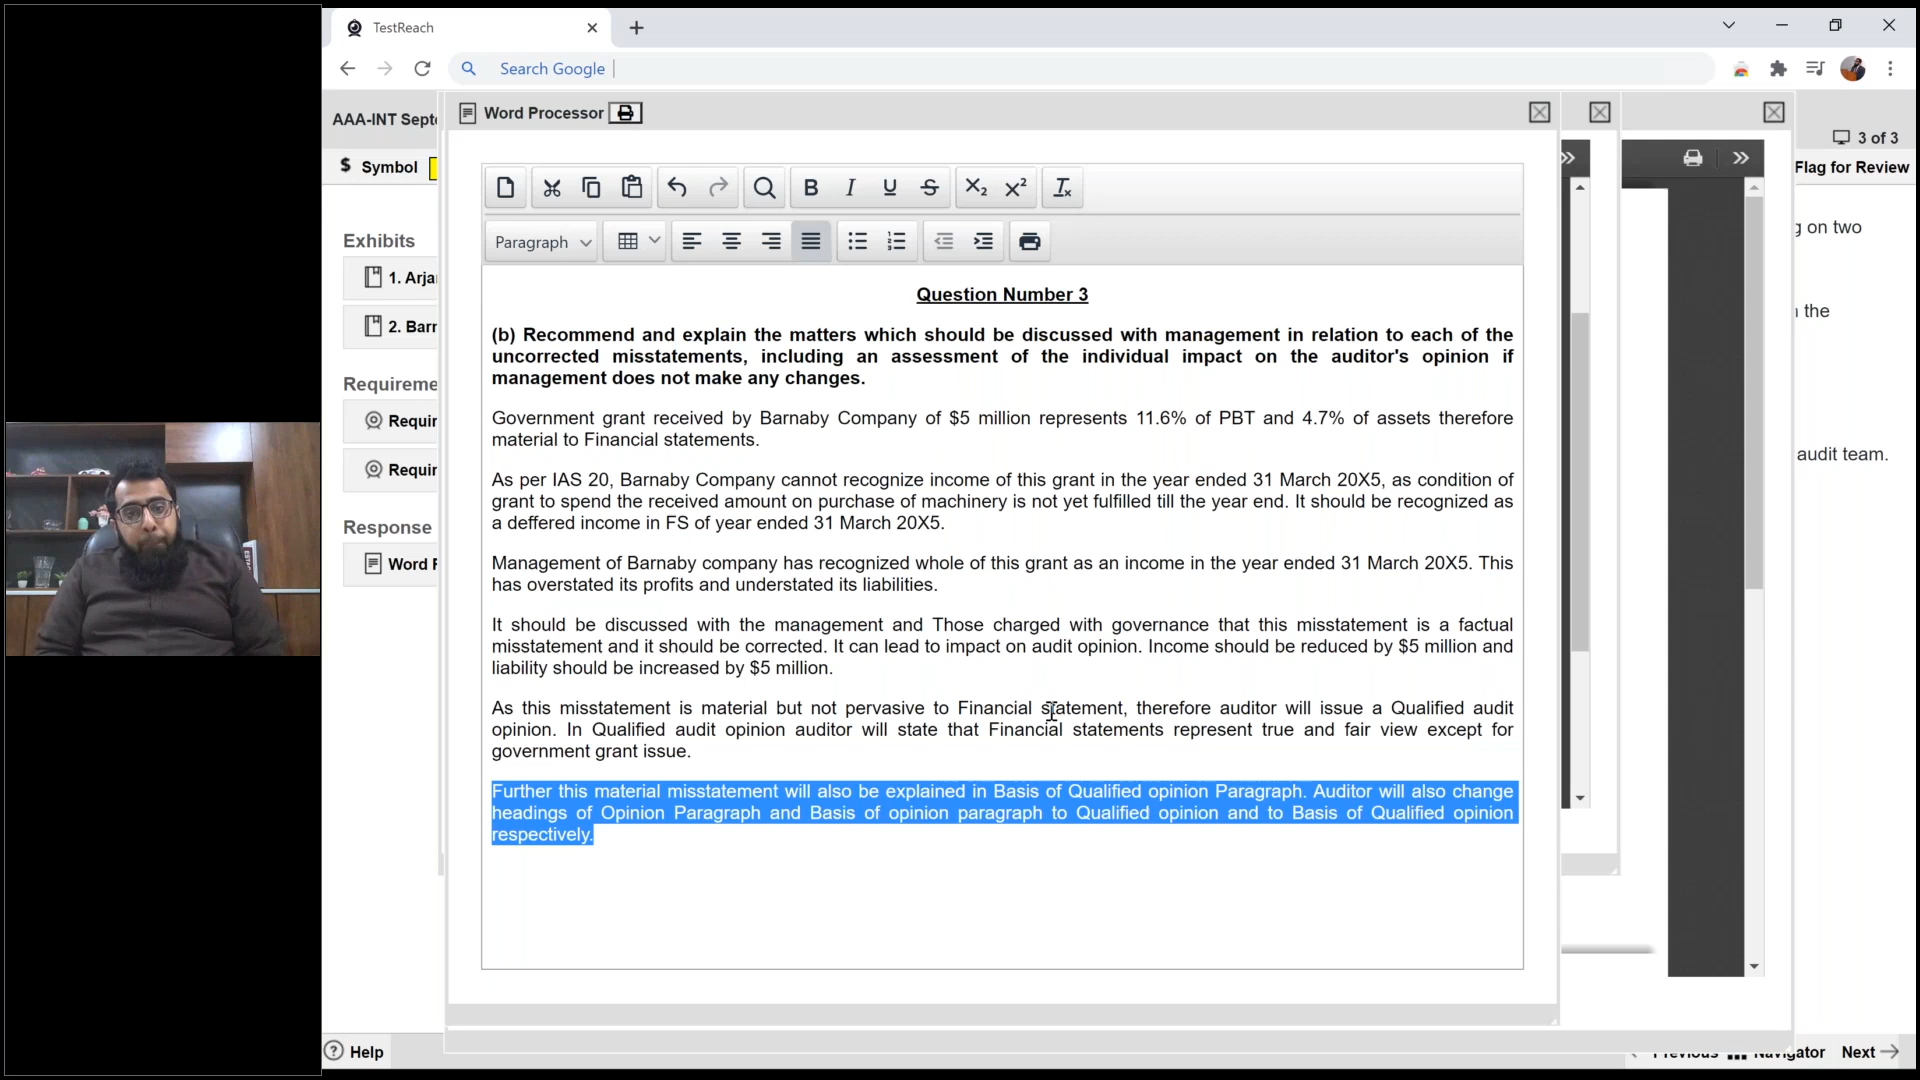 TestReach
Search Google
AAA-INT Septe
Word Processor
3 of 3
Symbol
Flag for Review
Paragraph
Exhibits
1. Arja
2. Barn
Requireme
Requir
Requir
Response
Word P
g on two
n the
audit team.
Question Number 3
(b) Recommend and explain the matters which should be discussed with management in relation to each of the
uncorrected misstatements, including an assessment of the individual impact on the auditor's opinion if
management does not make any changes.
Government grant received by Barnaby Company of $5 million represents 11.6% of PBT and 4.7% of assets therefore
material to Financial statements.
As per IAS 20, Barnaby Company cannot recognize income of this grant in the year ended 31 March 20X5, as condition of
grant to spend the received amount on purchase of machinery is not yet fulfilled till the year end. It should be recognized as
a deffered income in FS of year ended 31 March 20X5.
Management of Barnaby company has recognized whole of this grant as an income in the year ended 31 March 20X5. This
has overstated its profits and understated its liabilities.
It should be discussed with the management and Those charged with governance that this misstatement is a factual
misstatement and it should be corrected. It can lead to impact on audit opinion. Income should be reduced by $5 million and
liability should be increased by $5 million.
As this misstatement is material but not pervasive to Financial statement, therefore auditor will issue a Qualified audit
opinion. In Qualified audit opinion auditor will state that Financial statements represent true and fair view except for
government grant issue.
Further this material misstatement will also be explained in Basis of Qualified opinion Paragraph. Auditor will also change
headings of Opinion Paragraph and Basis of opinion paragraph to Qualified opinion and to Basis of Qualified opinion
respectively.
Help
Previous
Navigator
Next